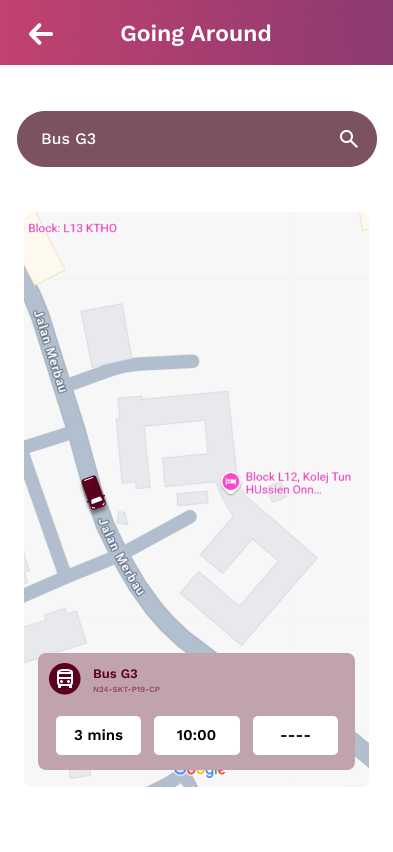 Going Around
Bus G3
Block: L13 KTHO
Jalan Merbau
Block L12, Kolej Tun
HUssien Onn...
Jalan Merbau
Bus G3
N24-SKT-P19-CP
3 mins 10:00 ----
Google